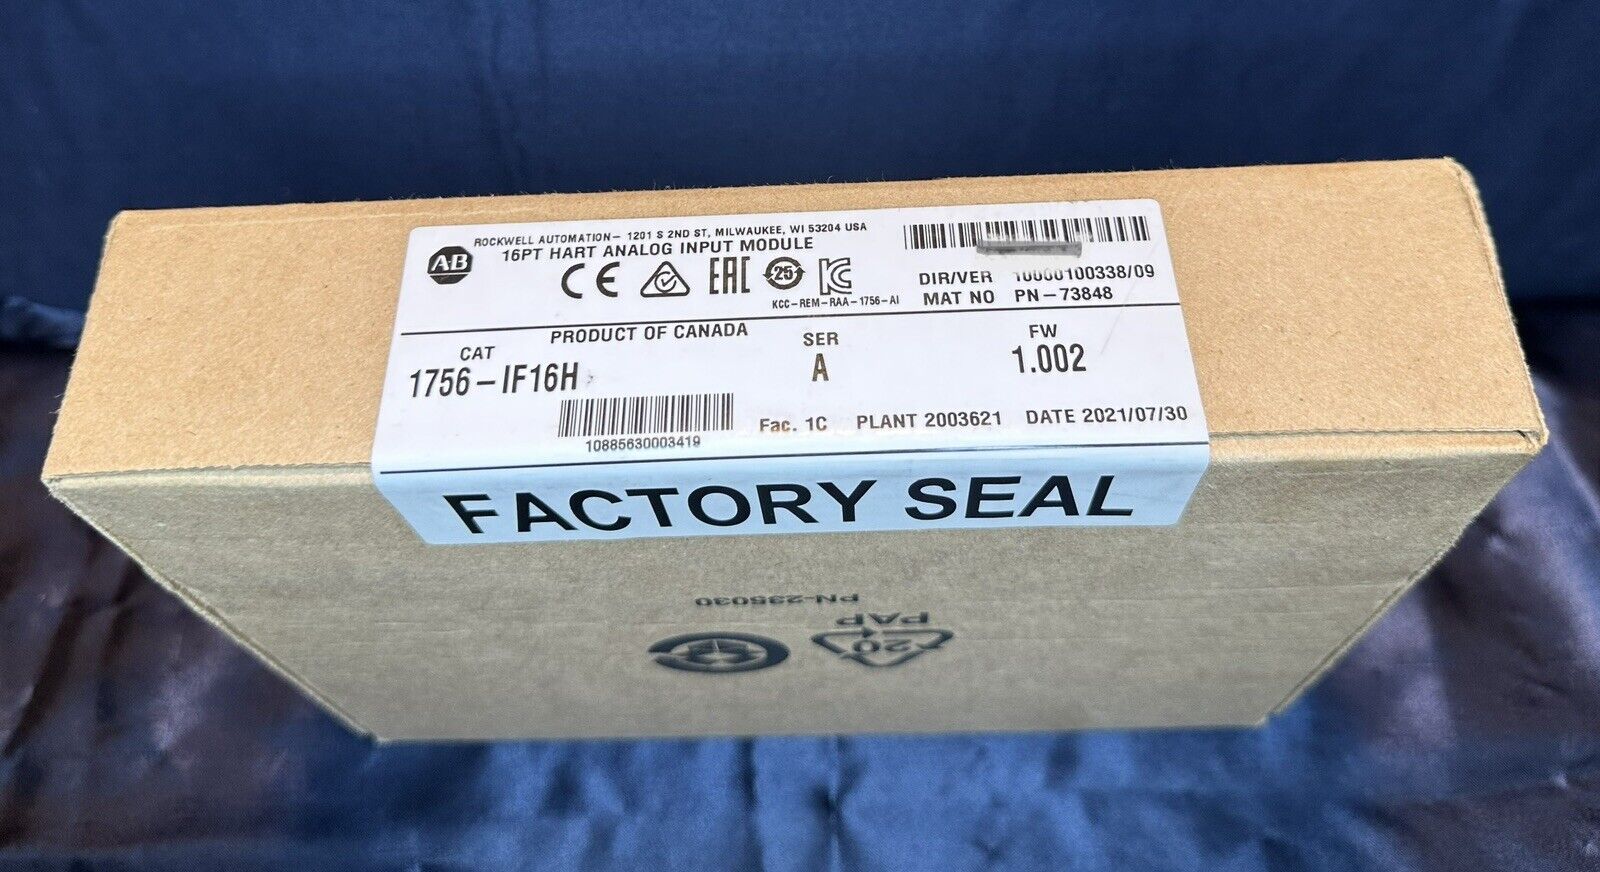 AB
ROCKWELL AUTOMATION- 1201 S 2ND ST, MILWAUKEE, WI 53204 USA
16PT HART ANALOG INPUT MODULE
CE EAC 25
KCC-REM-RAA-1756-AI
DIR/VER 10000100338/09
MAT NO PN-73848
PRODUCT OF CANADA
CAT
1756-IF16H
SER
A
FW
1.002
10885630003419
Fac. 1C PLANT 2003621 DATE 2021/07/30
FACTORY SEAL
PN-235030
20
PAP